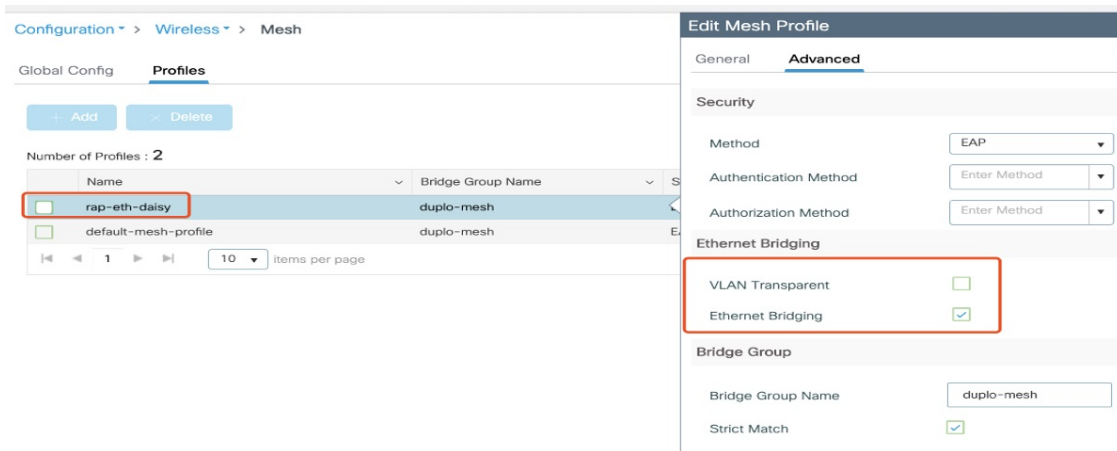 Configuration > Wireless > Mesh
Global Config Profiles
+ Add × Delete
Number of Profiles : 2
Name Bridge Group Name S
rap-eth-daisy duplo-mesh
default-mesh-profile duplo-mesh E
1 10 items per page
Edit Mesh Profile
General Advanced
Security
Method EAP
Authentication Method Enter Method
Authorization Method Enter Method
Ethernet Bridging
VLAN Transparent
Ethernet Bridging
Bridge Group
Bridge Group Name duplo-mesh
Strict Match